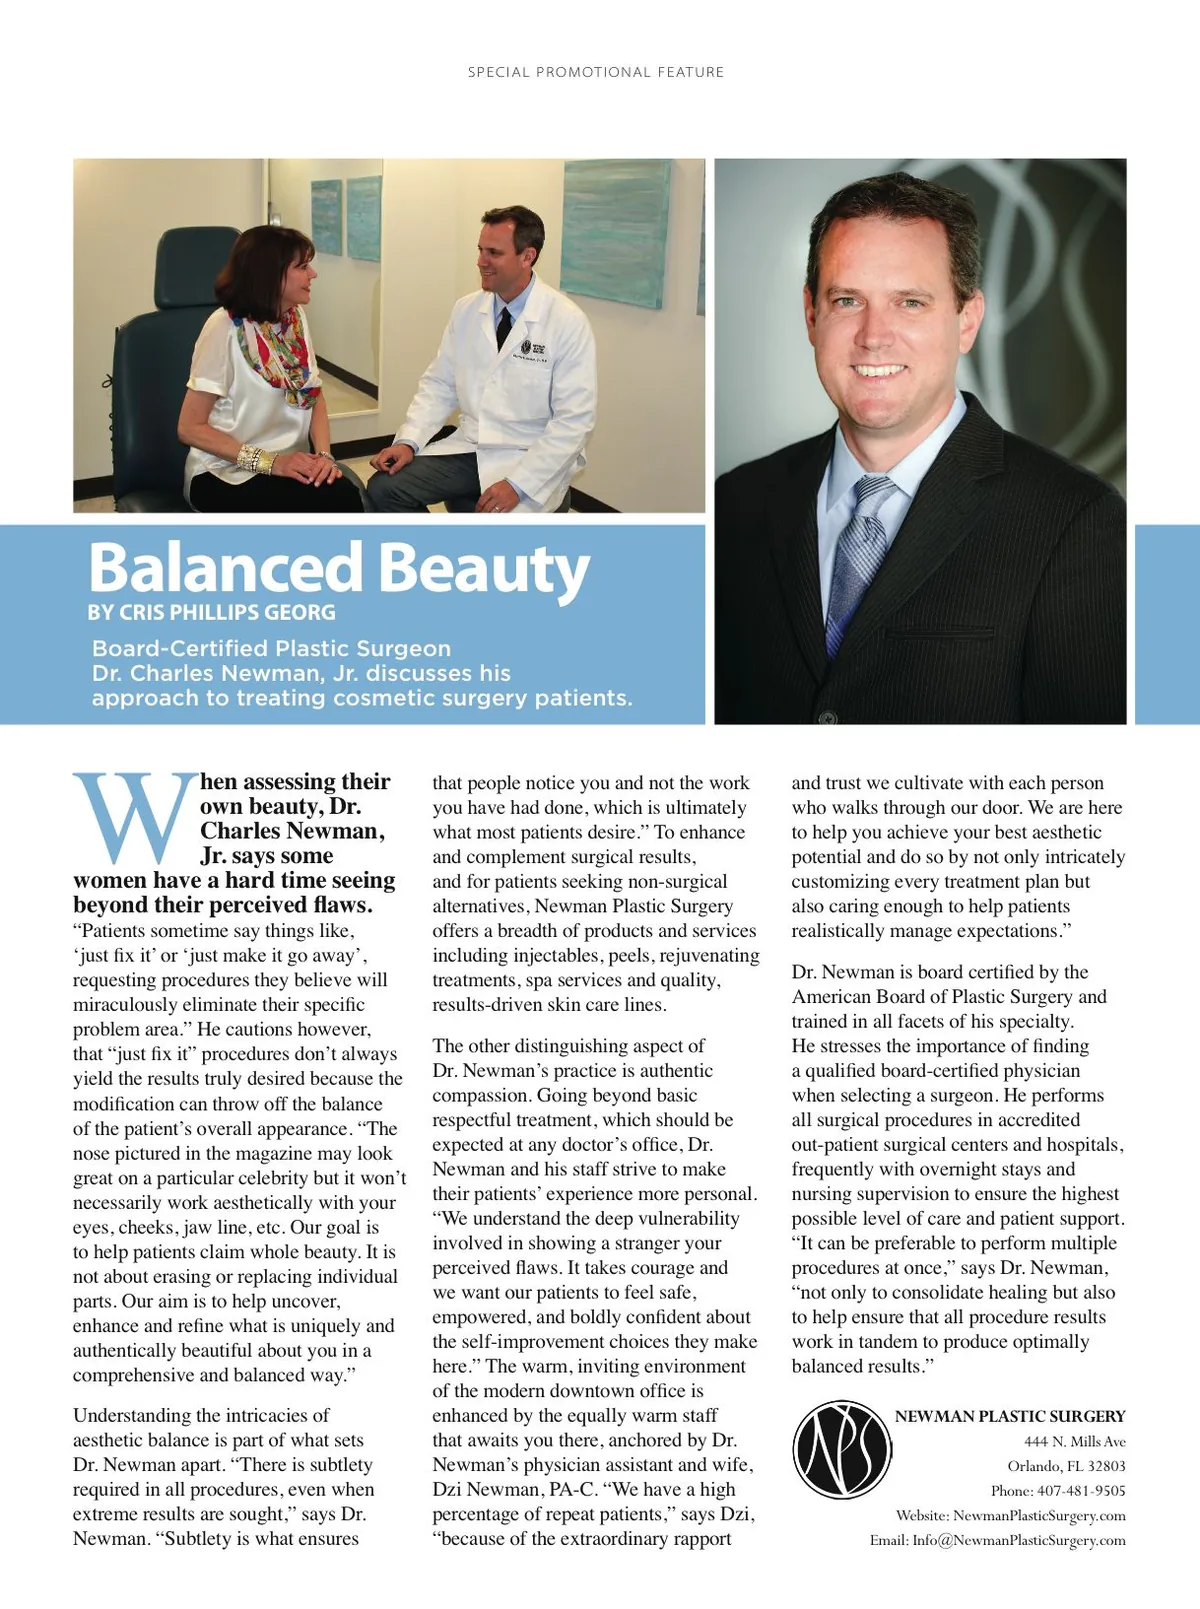 SPECIAL PROMOTIONAL FEATURE
Balanced Beauty
BY CRIS PHILLIPS GEORG
Board-Certified Plastic Surgeon
Dr. Charles Newman, Jr. discusses his
approach to treating cosmetic surgery patients.
When assessing their
own beauty, Dr.
Charles Newman,
Jr. says some
women have a hard time seeing
beyond their perceived flaws.
“Patients sometime say things like,
‘just fix it’ or ‘just make it go away’,
requesting procedures they believe will
miraculously eliminate their specific
problem area.” He cautions however,
that “just fix it” procedures don’t always
yield the results truly desired because the
modification can throw off the balance
of the patient’s overall appearance. “The
nose pictured in the magazine may look
great on a particular celebrity but it won’t
necessarily work aesthetically with your
eyes, cheeks, jaw line, etc. Our goal is
to help patients claim whole beauty. It is
not about erasing or replacing individual
parts. Our aim is to help uncover,
enhance and refine what is uniquely and
authentically beautiful about you in a
comprehensive and balanced way.”
Understanding the intricacies of
aesthetic balance is part of what sets
Dr. Newman apart. “There is subtlety
required in all procedures, even when
extreme results are sought,” says Dr.
Newman. “Subtlety is what ensures
that people notice you and not the work
you have had done, which is ultimately
what most patients desire.” To enhance
and complement surgical results,
and for patients seeking non-surgical
alternatives, Newman Plastic Surgery
offers a breadth of products and services
including injectables, peels, rejuvenating
treatments, spa services and quality,
results-driven skin care lines.
The other distinguishing aspect of
Dr. Newman’s practice is authentic
compassion. Going beyond basic
respectful treatment, which should be
expected at any doctor’s office, Dr.
Newman and his staff strive to make
their patients’ experience more personal.
“We understand the deep vulnerability
involved in showing a stranger your
perceived flaws. It takes courage and
we want our patients to feel safe,
empowered, and boldly confident about
the self-improvement choices they make
here.” The warm, inviting environment
of the modern downtown office is
enhanced by the equally warm staff
that awaits you there, anchored by Dr.
Newman’s physician assistant and wife,
Dzi Newman, PA-C. “We have a high
percentage of repeat patients,” says Dzi,
“because of the extraordinary rapport
and trust we cultivate with each person
who walks through our door. We are here
to help you achieve your best aesthetic
potential and do so by not only intricately
customizing every treatment plan but
also caring enough to help patients
realistically manage expectations.”
Dr. Newman is board certified by the
American Board of Plastic Surgery and
trained in all facets of his specialty.
He stresses the importance of finding
a qualified board-certified physician
when selecting a surgeon. He performs
all surgical procedures in accredited
out-patient surgical centers and hospitals,
frequently with overnight stays and
nursing supervision to ensure the highest
possible level of care and patient support.
“It can be preferable to perform multiple
procedures at once,” says Dr. Newman,
“not only to consolidate healing but also
to help ensure that all procedure results
work in tandem to produce optimally
balanced results.”
NPS
NEWMAN PLASTIC SURGERY
444 N. Mills Ave
Orlando, FL 32803
Phone: 407-481-9505
Website: NewmanPlasticSurgery.com
Email: Info@NewmanPlasticSurgery.com